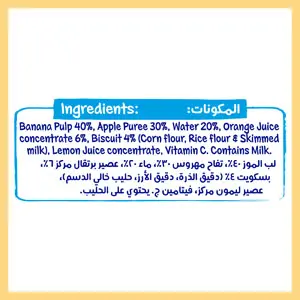 Ingredients: المكونات:
Banana Pulp 40%, Apple Puree 30%, Water 20%, Orange Juice
concentrate 6%, Biscuit 4% (Corn flour, Rice flour & Skimmed
milk), Lemon Juice concentrate, Vitamin C. Contains Milk.
لب الموز ٤٠٪، تفاح مهروس ٣٠٪، ماء ٢٠٪، عصير برتقال مركز ٦٪،
بسكويت ٤٪ (دقيق الذرة، دقيق الأرز، حليب خالي الدسم)،
عصير ليمون مركز، فيتامين ج. يحتوي على الحليب.